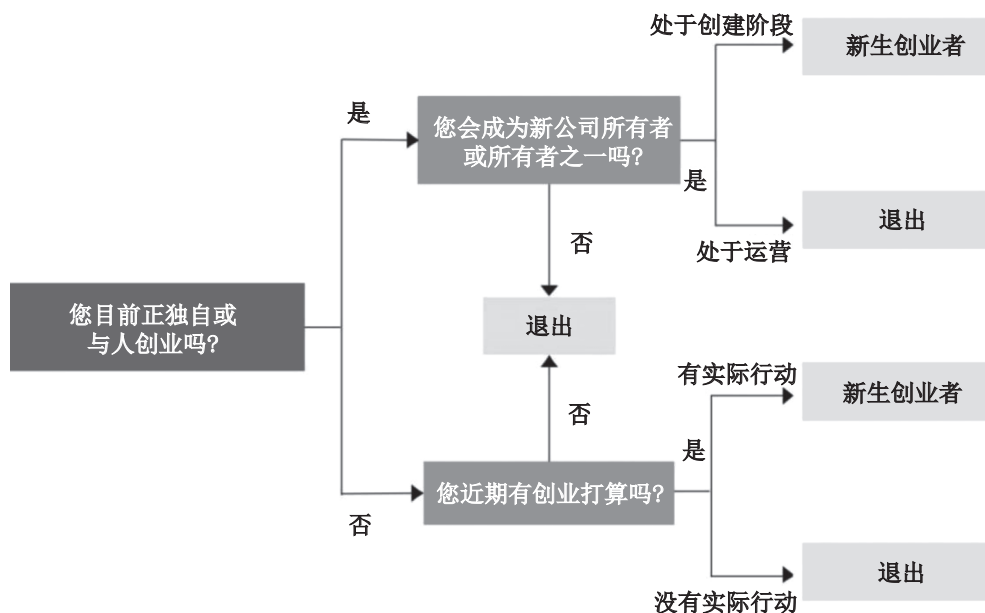 处于创建阶段
新生创业者
是
您会成为新公司所有者
或所有者之一吗?
是
退出
处于运营
否
您目前正独自或
与人创业吗?
退出
有实际行动
新生创业者
否
是
您近期有创业打算吗?
否
退出
没有实际行动